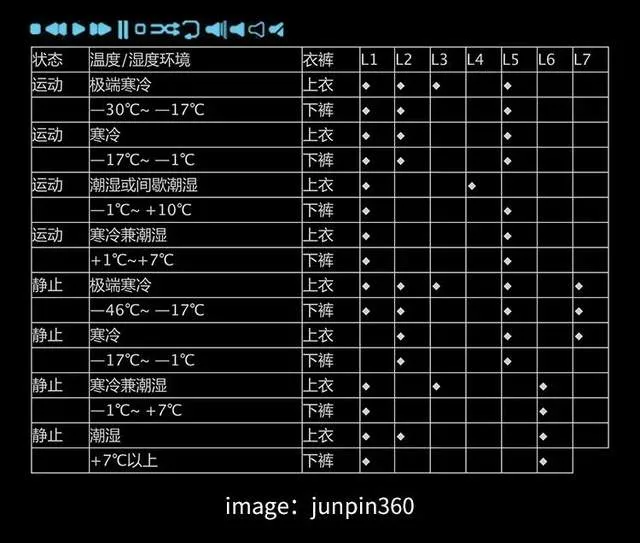 状态 温度/湿度环境 衣裤 L1 L2 L3 L4 L5 L6 L7
运动 极端寒冷 上衣 ◆ ◆ ◆ ◆
—30℃~ —17℃ 下裤 ◆ ◆ ◆
运动 寒冷 上衣 ◆ ◆ ◆
—17℃~ —1℃ 下裤 ◆ ◆ ◆
运动 潮湿或间歇潮湿 上衣 ◆ ◆
—1℃~ +10℃ 下裤 ◆ ◆
运动 寒冷兼潮湿 上衣 ◆ ◆
+1℃~+7℃ 下裤 ◆ ◆
静止 极端寒冷 上衣 ◆ ◆ ◆ ◆ ◆
—46℃~ —17℃ 下裤 ◆ ◆ ◆ ◆
静止 寒冷 上衣 ◆ ◆ ◆
—17℃~ —1℃ 下裤 ◆ ◆
静止 寒冷兼潮湿 上衣 ◆ ◆ ◆
—1℃~ +7℃ 下裤 ◆ ◆
静止 潮湿 上衣 ◆ ◆ ◆
+7℃以上 下裤 ◆ ◆
image：junpin360